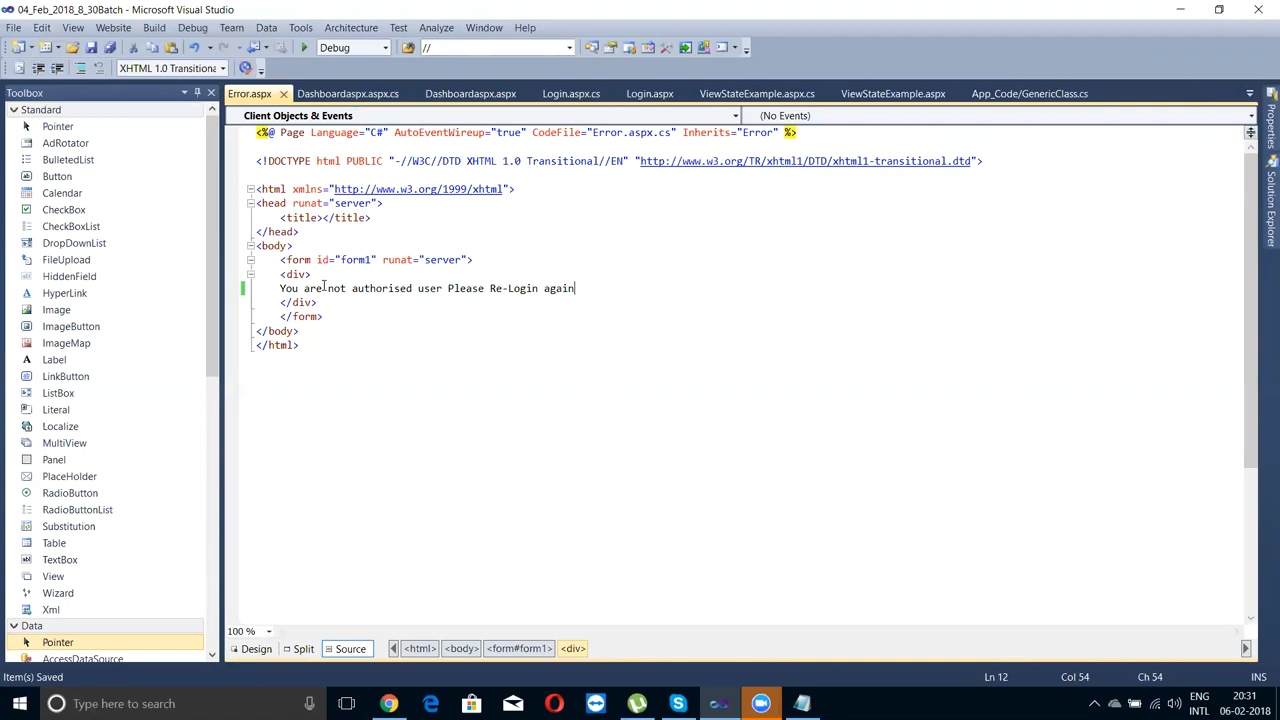 04_Feb_2018_8_30Batch - Microsoft Visual Studio
File Edit View Website Build Debug Team Data Tools Architecture Test Analyze Window Help
Debug //
XHTML 1.0 Transitiona
Toolbox
Error.aspx Dashboardaspx.cs Dashboardaspx Login.aspx.cs Login.aspx ViewStateExample.aspx.cs ViewStateExample.aspx App_Code/GenericClass.cs
Client Objects & Events (No Events)
<%@ Page Language="C#" AutoEventWireup="true" CodeFile="Error.aspx.cs" Inherits="Error" %>
<!DOCTYPE html PUBLIC "-//W3C//DTD XHTML 1.0 Transitional//EN" "http://www.w3.org/TR/xhtml1/DTD/xhtml1-transitional.dtd">
<html xmlns="http://www.w3.org/1999/xhtml">
<head runat="server">
<title></title>
</head>
<body>
<form id="form1" runat="server">
<div>
You are not authorised user Please Re-Login again
</div>
</form>
</body>
</html>
Standard
Pointer
AdRotator
BulletedList
Button
Calendar
CheckBox
CheckBoxList
DropDownList
FileUpload
HiddenField
HyperLink
Image
ImageButton
ImageMap
Label
LinkButton
ListBox
Literal
Localize
MultiView
Panel
PlaceHolder
RadioButton
RadioButtonList
Substitution
Table
TextBox
View
Wizard
Xml
Data
Pointer
AccessDataSource
Properties
Solution Explorer
100 %
Design Split Source <html> <body> <form#form1> <div>
Item(s) Saved Ln 12 Col 54 Ch 54 INS
Type here to search
ENG
INTL
20:31
06-02-2018